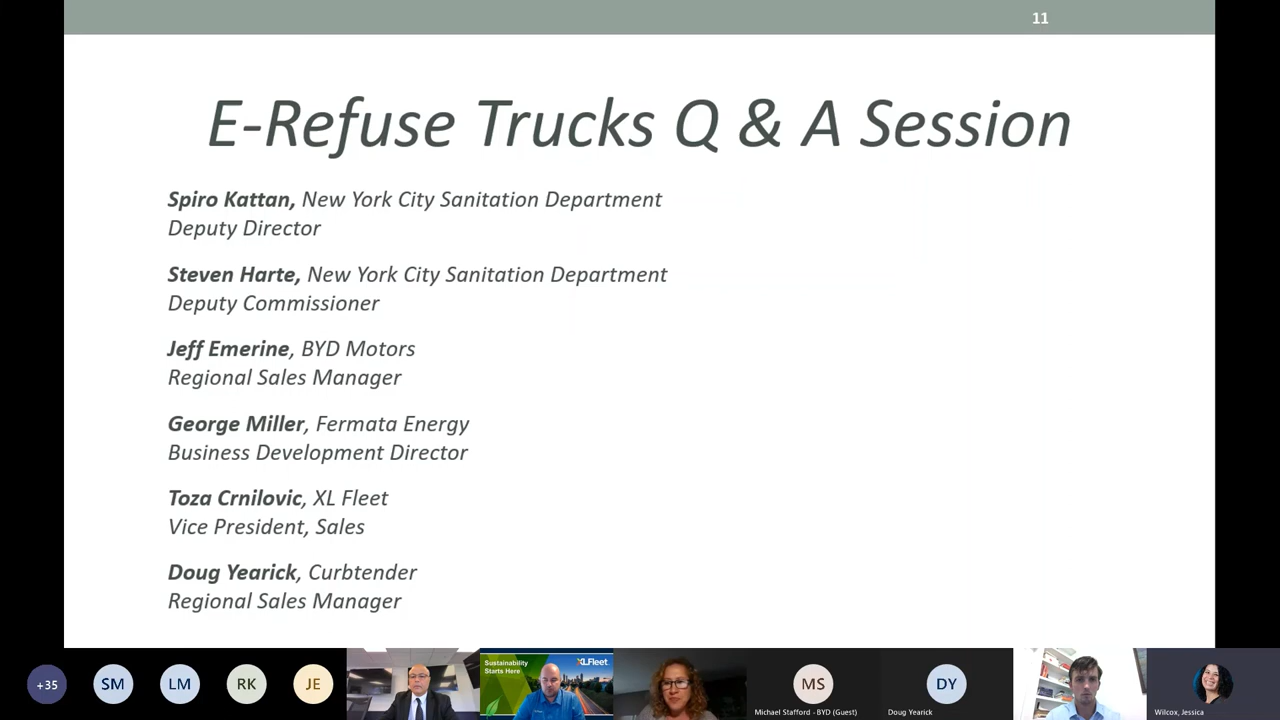 11
E-Refuse Trucks Q & A Session
Spiro Kattan, New York City Sanitation Department
Deputy Director
Steven Harte, New York City Sanitation Department
Deputy Commissioner
Jeff Emerine, BYD Motors
Regional Sales Manager
George Miller, Fermata Energy
Business Development Director
Toza Crnilovic, XL Fleet
Vice President, Sales
Doug Yearick, Curbtender
Regional Sales Manager
+35
SM
LM
RK
JE
Sustainability
Starts Here
XLFleet
MS
Michael Stafford - BYD (Guest)
DY
Doug Yearick
Wilcox, Jessica